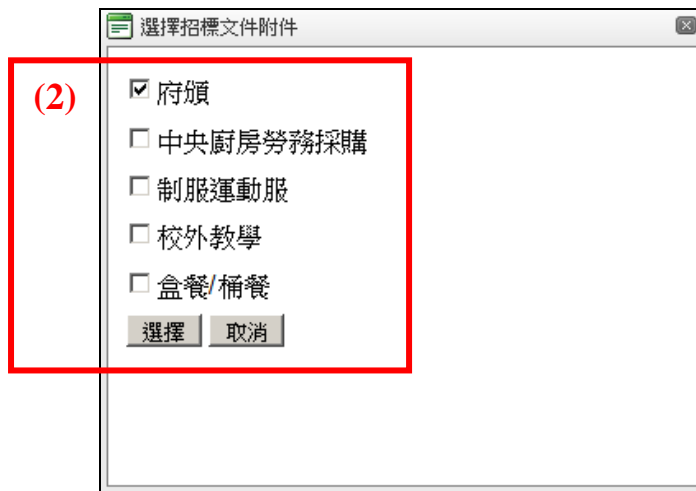 選擇招標文件附件
(2)
府頒
中央廚房勞務採購
制服運動服
校外教學
盒餐/桶餐
選擇 取消